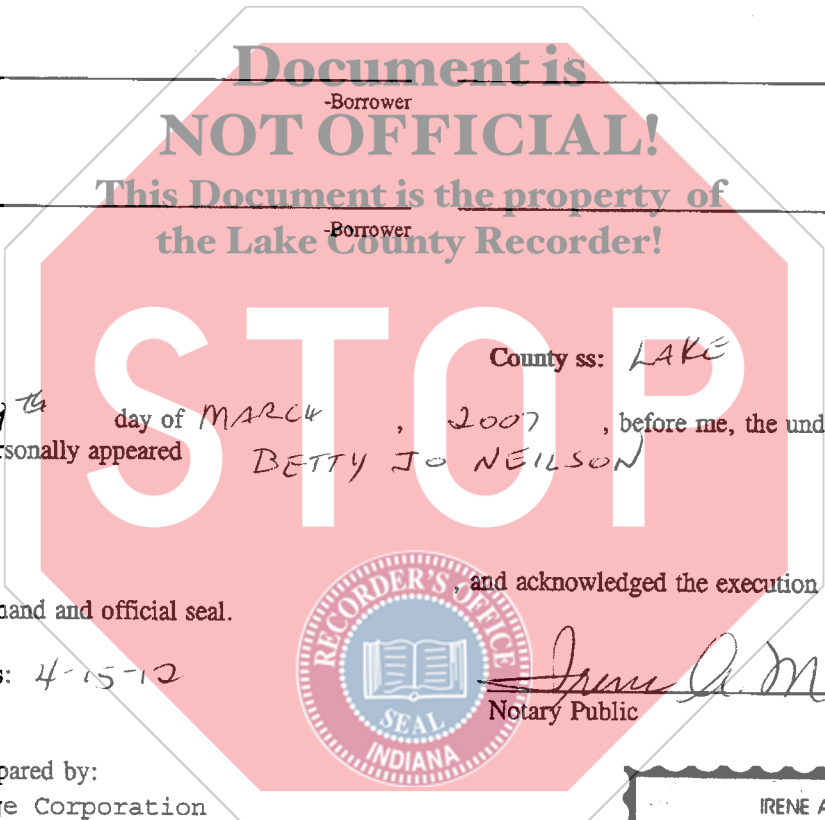 Document is
-Borrower
NOT OFFICIAL!
This Document is the property of
-Borrower
the Lake County Recorder!
STOP
County ss: LAKE
th day of MARCH , 2007 , before me, the und
rsonally appeared BETTY JO NEILSON
, and acknowledged the execution
hand and official seal.
s: 4-15-12
Irene A. M
Notary Public
RECORDER'S OFFICE
SEAL
INDIANA
pared by:
e Corporation
IRENE A